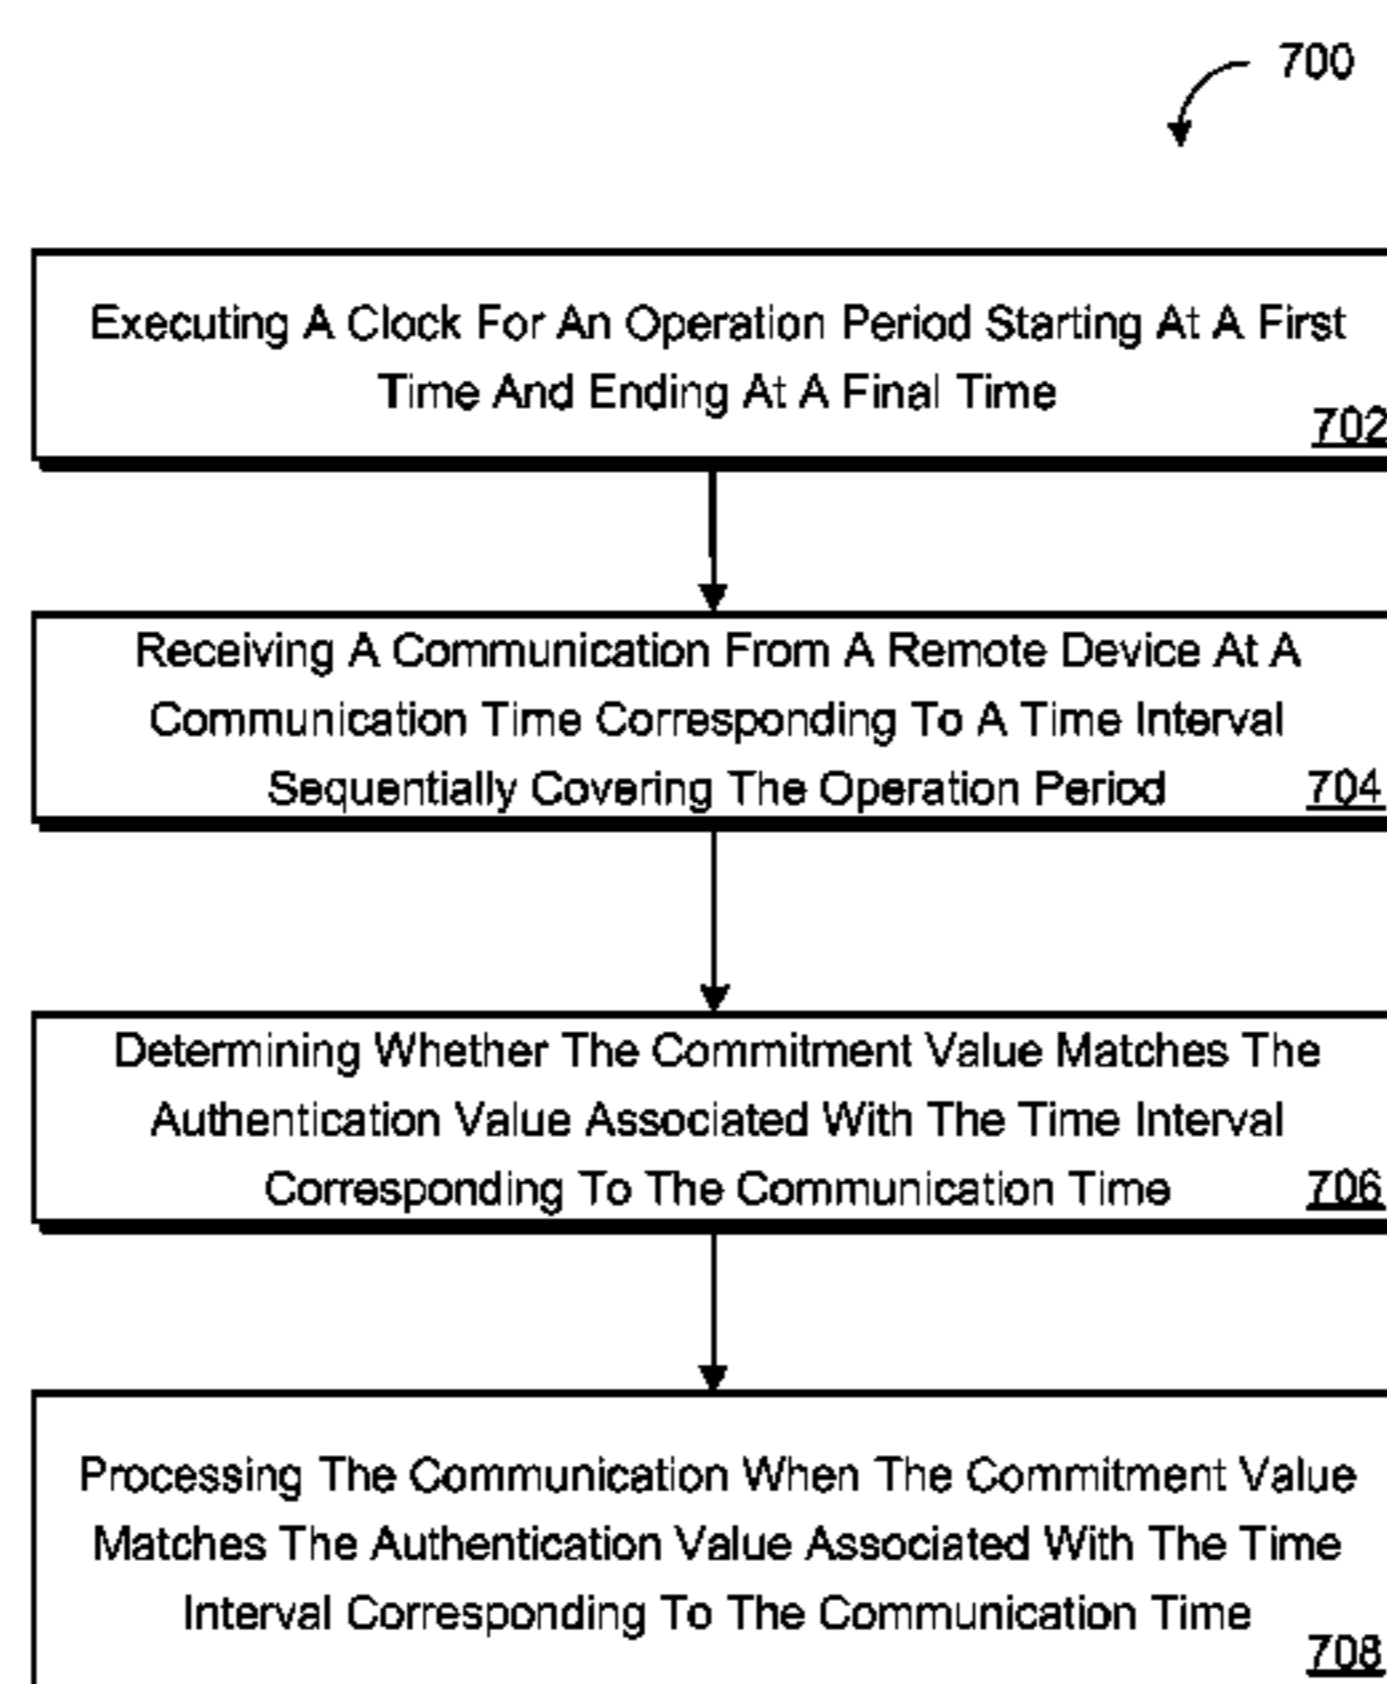 700
Executing A Clock For An Operation Period Starting At A First
Time And Ending At A Final Time
702
Receiving A Communication From A Remote Device At A
Communication Time Corresponding To A Time Interval
Sequentially Covering The Operation Period
704
Determining Whether The Commitment Value Matches The
Authentication Value Associated With The Time Interval
Corresponding To The Communication Time
706
Processing The Communication When The Commitment Value
Matches The Authentication Value Associated With The Time
Interval Corresponding To The Communication Time
708